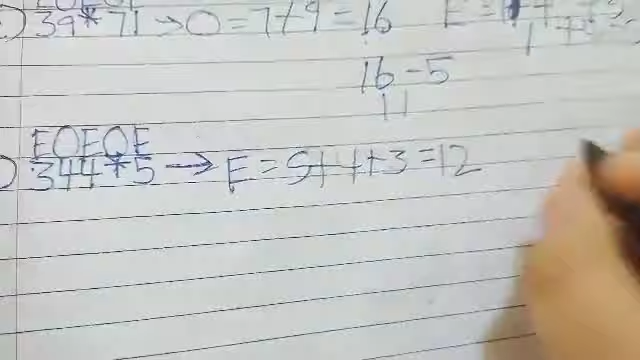 39*71 → O = 7+9 = 16
16-5
11
EOEOE
344*5 → E = 5+4+3=12